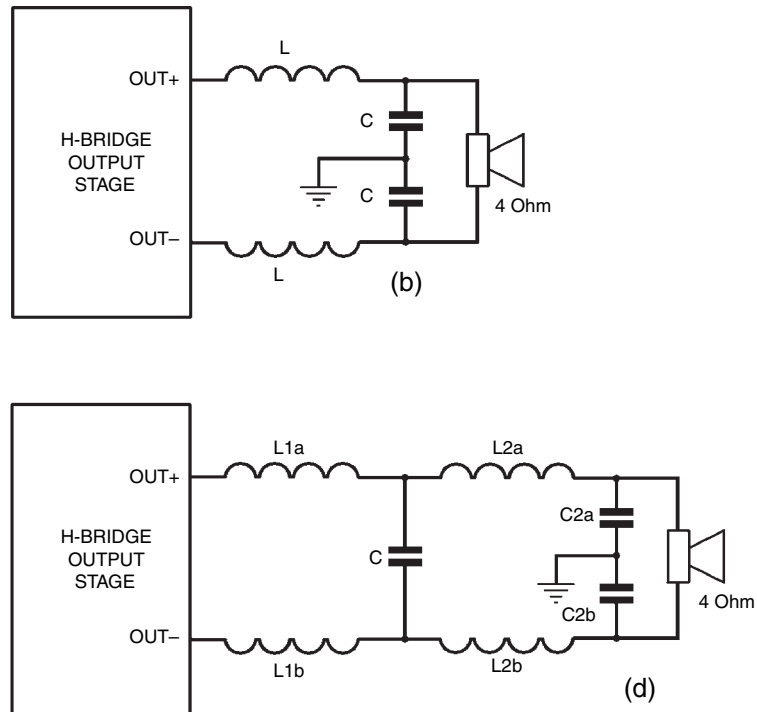 L
OUT+
C
H-BRIDGE
OUTPUT
STAGE
C
4 Ohm
OUT–
L
(b)
L1a
L2a
OUT+
C2a
H-BRIDGE
OUTPUT
STAGE
C
C2b
4 Ohm
OUT–
L1b
L2b
(d)